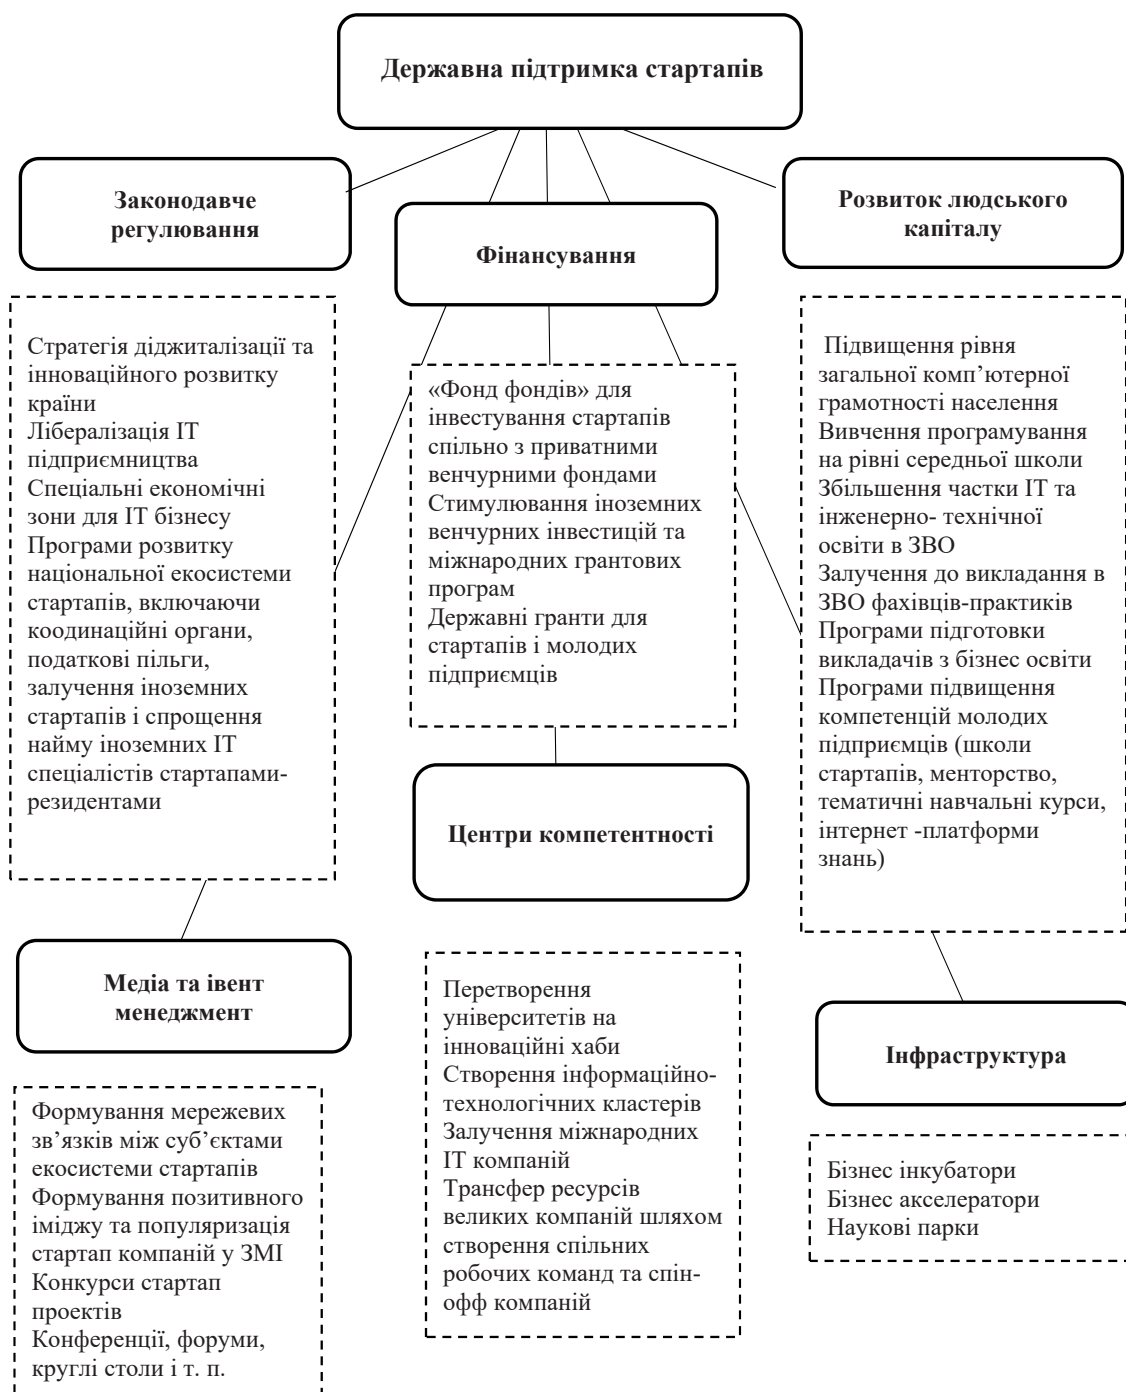 Державна підтримка стартапів
Законодавче
регулювання
Фінансування
Розвиток людського
капіталу
Стратегія діджиталізації та
інноваційного розвитку
країни
Лібералізація ІТ
підприємництва
Спеціальні економічні
зони для ІТ бізнесу
Програми розвитку
національної екосистеми
стартапів, включаючи
коодинаційні органи,
податкові пільги,
залучення іноземних
стартапів і спрощення
найму іноземних ІТ
спеціалістів стартапами-
резидентами
«Фонд фондів» для
інвестування стартапів
спільно з приватними
венчурними фондами
Стимулювання іноземних
венчурних інвестицій та
міжнародних грантових
програм
Державні гранти для
стартапів і молодих
підприємців
Підвищення рівня
загальної комп’ютерної
грамотності населення
Вивчення програмування
на рівні середньої школи
Збільшення частки ІТ та
інженерно- технічної
освіти в ЗВО
Залучення до викладання в
ЗВО фахівців-практиків
Програми підготовки
викладачів з бізнес освіти
Програми підвищення
компетенцій молодих
підприємців (школи
стартапів, менторство,
тематичні навчальні курси,
інтернет -платформи
знань)
Медіа та івент
менеджмент
Центри компетентності
Інфраструктура
Формування мережевих
зв’язків між суб’єктами
екосистеми стартапів
Формування позитивного
іміджу та популяризація
стартап компаній у ЗМІ
Конкурси стартап
проектів
Конференції, форуми,
круглі столи і т. п.
Перетворення
університетів на
інноваційні хаби
Створення інформаційно-
технологічних кластерів
Залучення міжнародних
ІТ компаній
Трансфер ресурсів
великих компаній шляхом
створення спільних
робочих команд та спін-
офф компаній
Бізнес інкубатори
Бізнес акселератори
Наукові парки